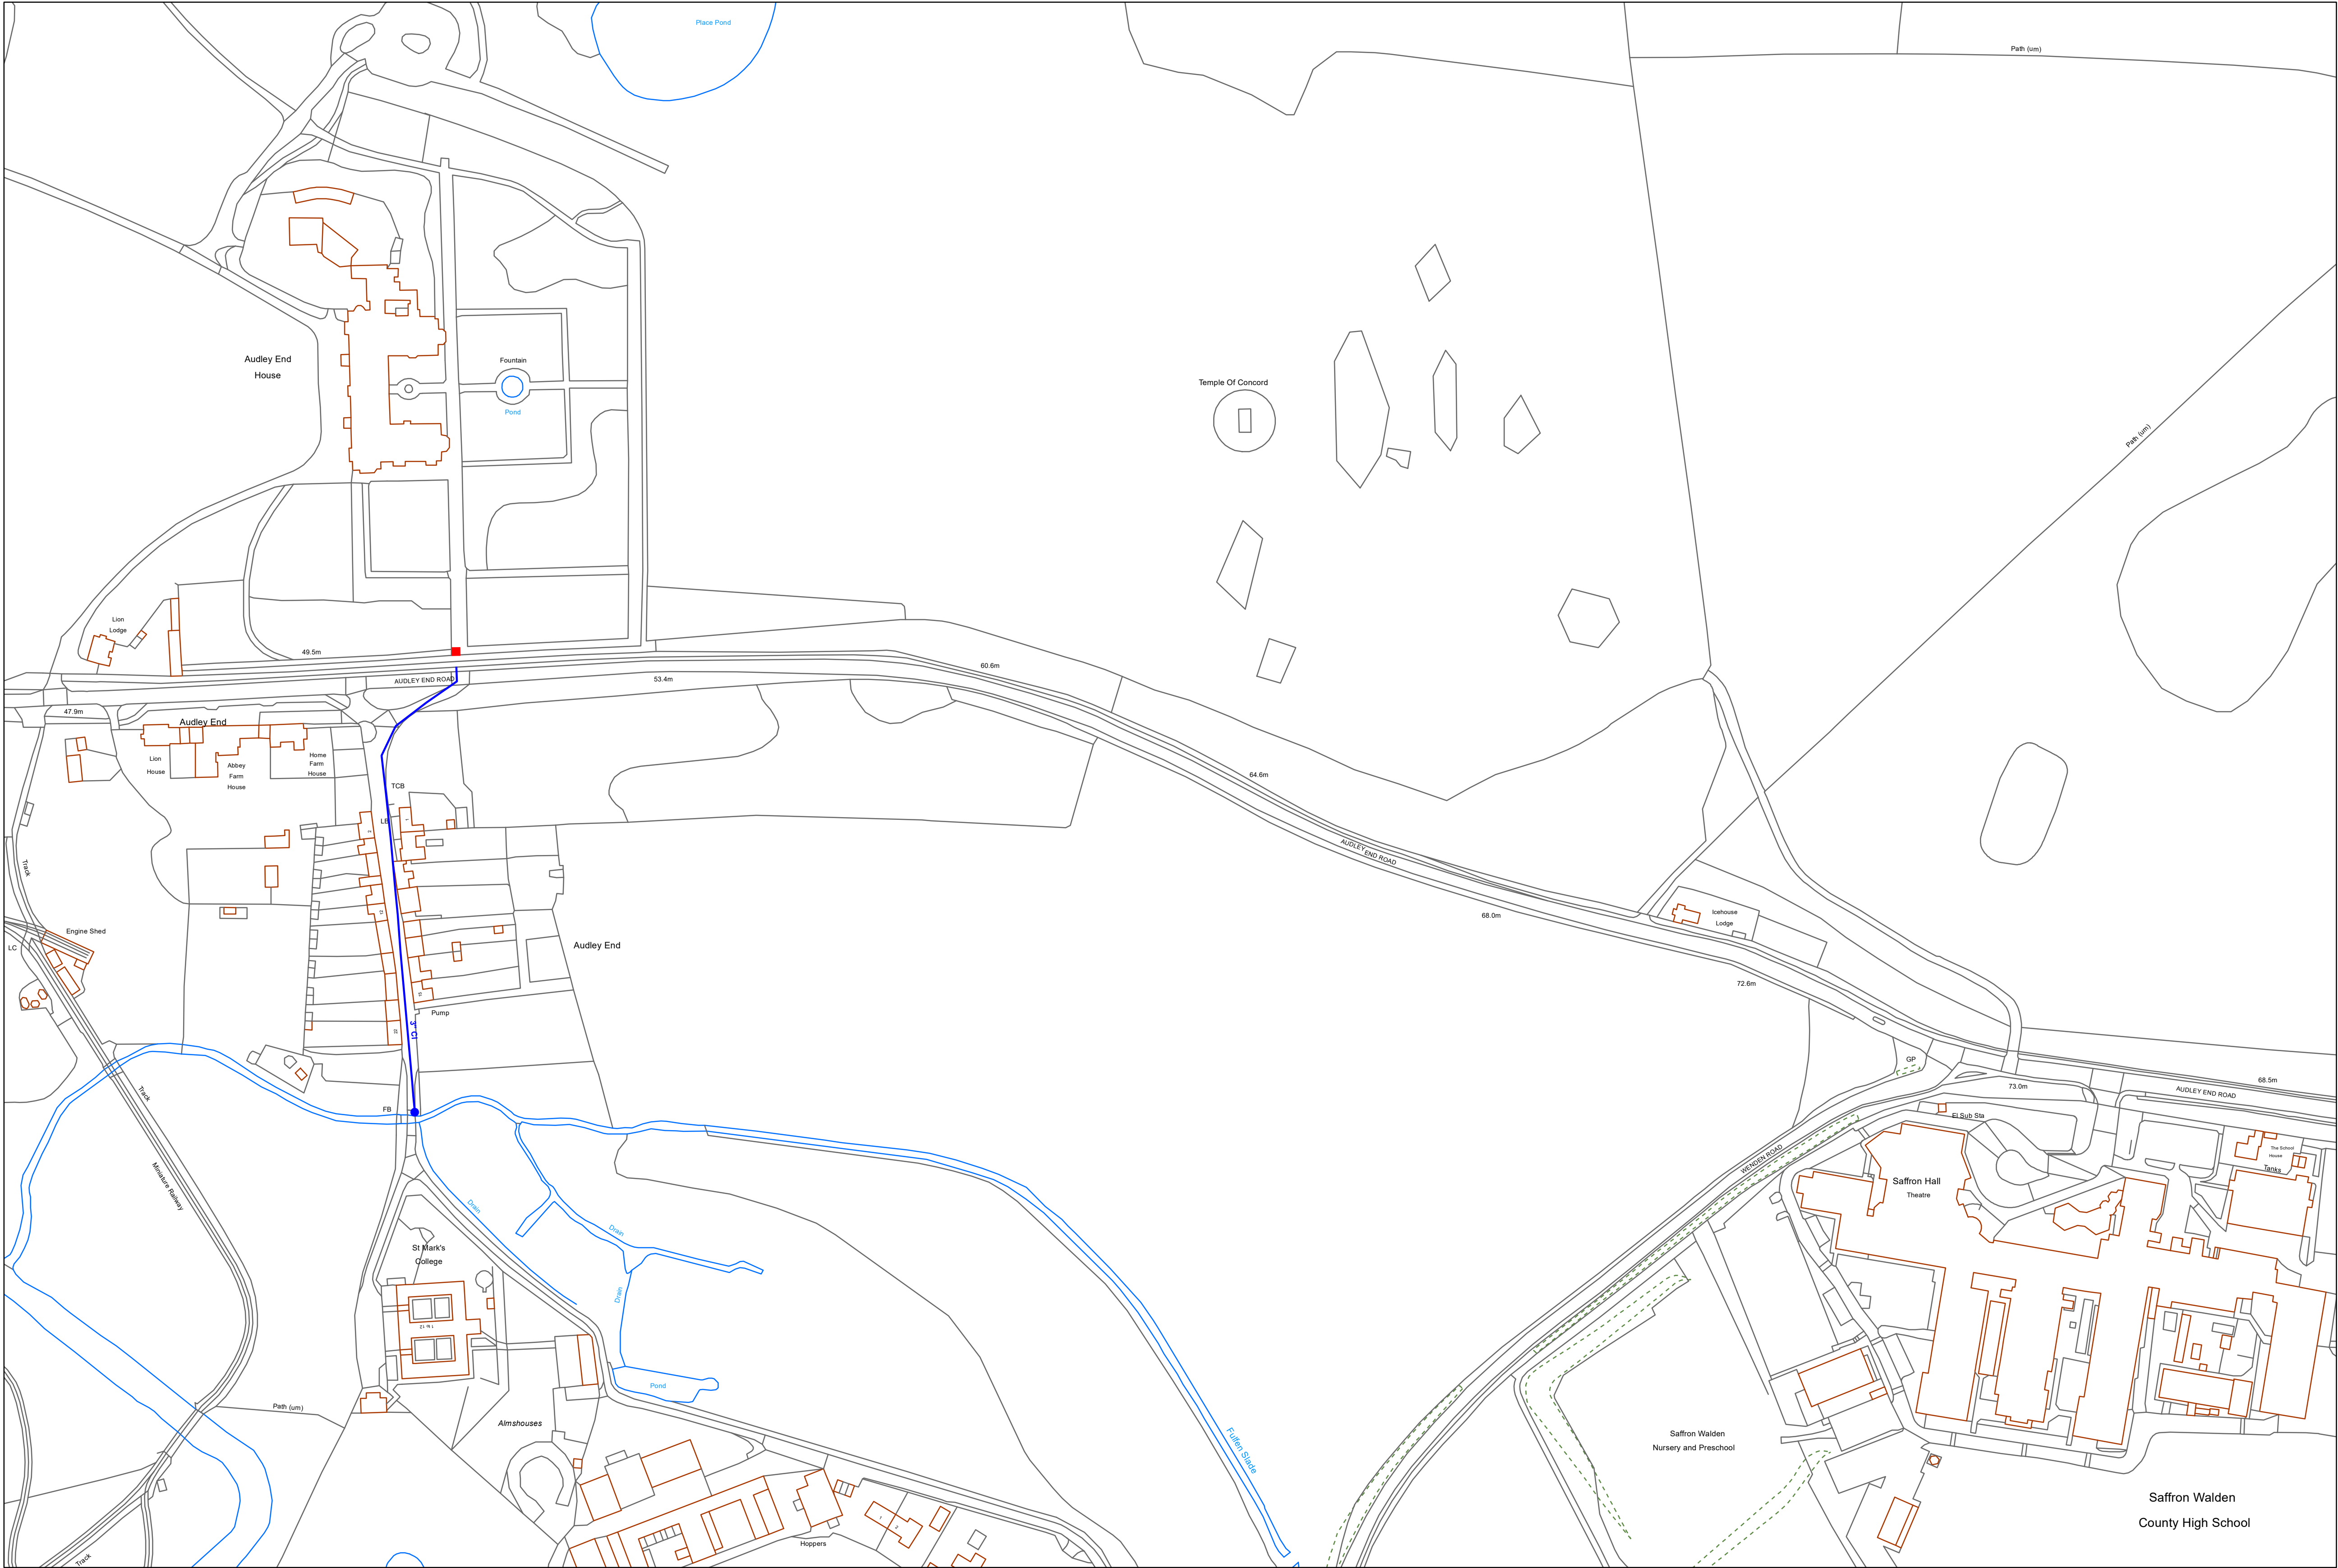 Place Pond
Path (um)
Audley End
House
Fountain
Pond
Temple Of Concord
Path (um)
Lion
Lodge
49.5m
AUDLEY END ROAD
53.4m
60.6m
47.9m
Audley End
Lion
House
Abbey
Farm
House
Home
Farm
House
TCB
LB
64.6m
AUDLEY END ROAD
Track
68.0m
Icehouse
Lodge
Engine Shed
LC
Audley End
72.6m
Pump
3" CI
GP
73.0m
68.5m
AUDLEY END ROAD
FB
El Sub Sta
Track
The School
House
Tanks
WENDEN ROAD
Miniature Railway
Saffron Hall
Theatre
Drain
Drain
St Mark's
College
Drain
1 to 12
Pond
Path (um)
Almshouses
Fulfen Slade
Saffron Walden
Nursery and Preschool
Saffron Walden
County High School
Hoppers
Track